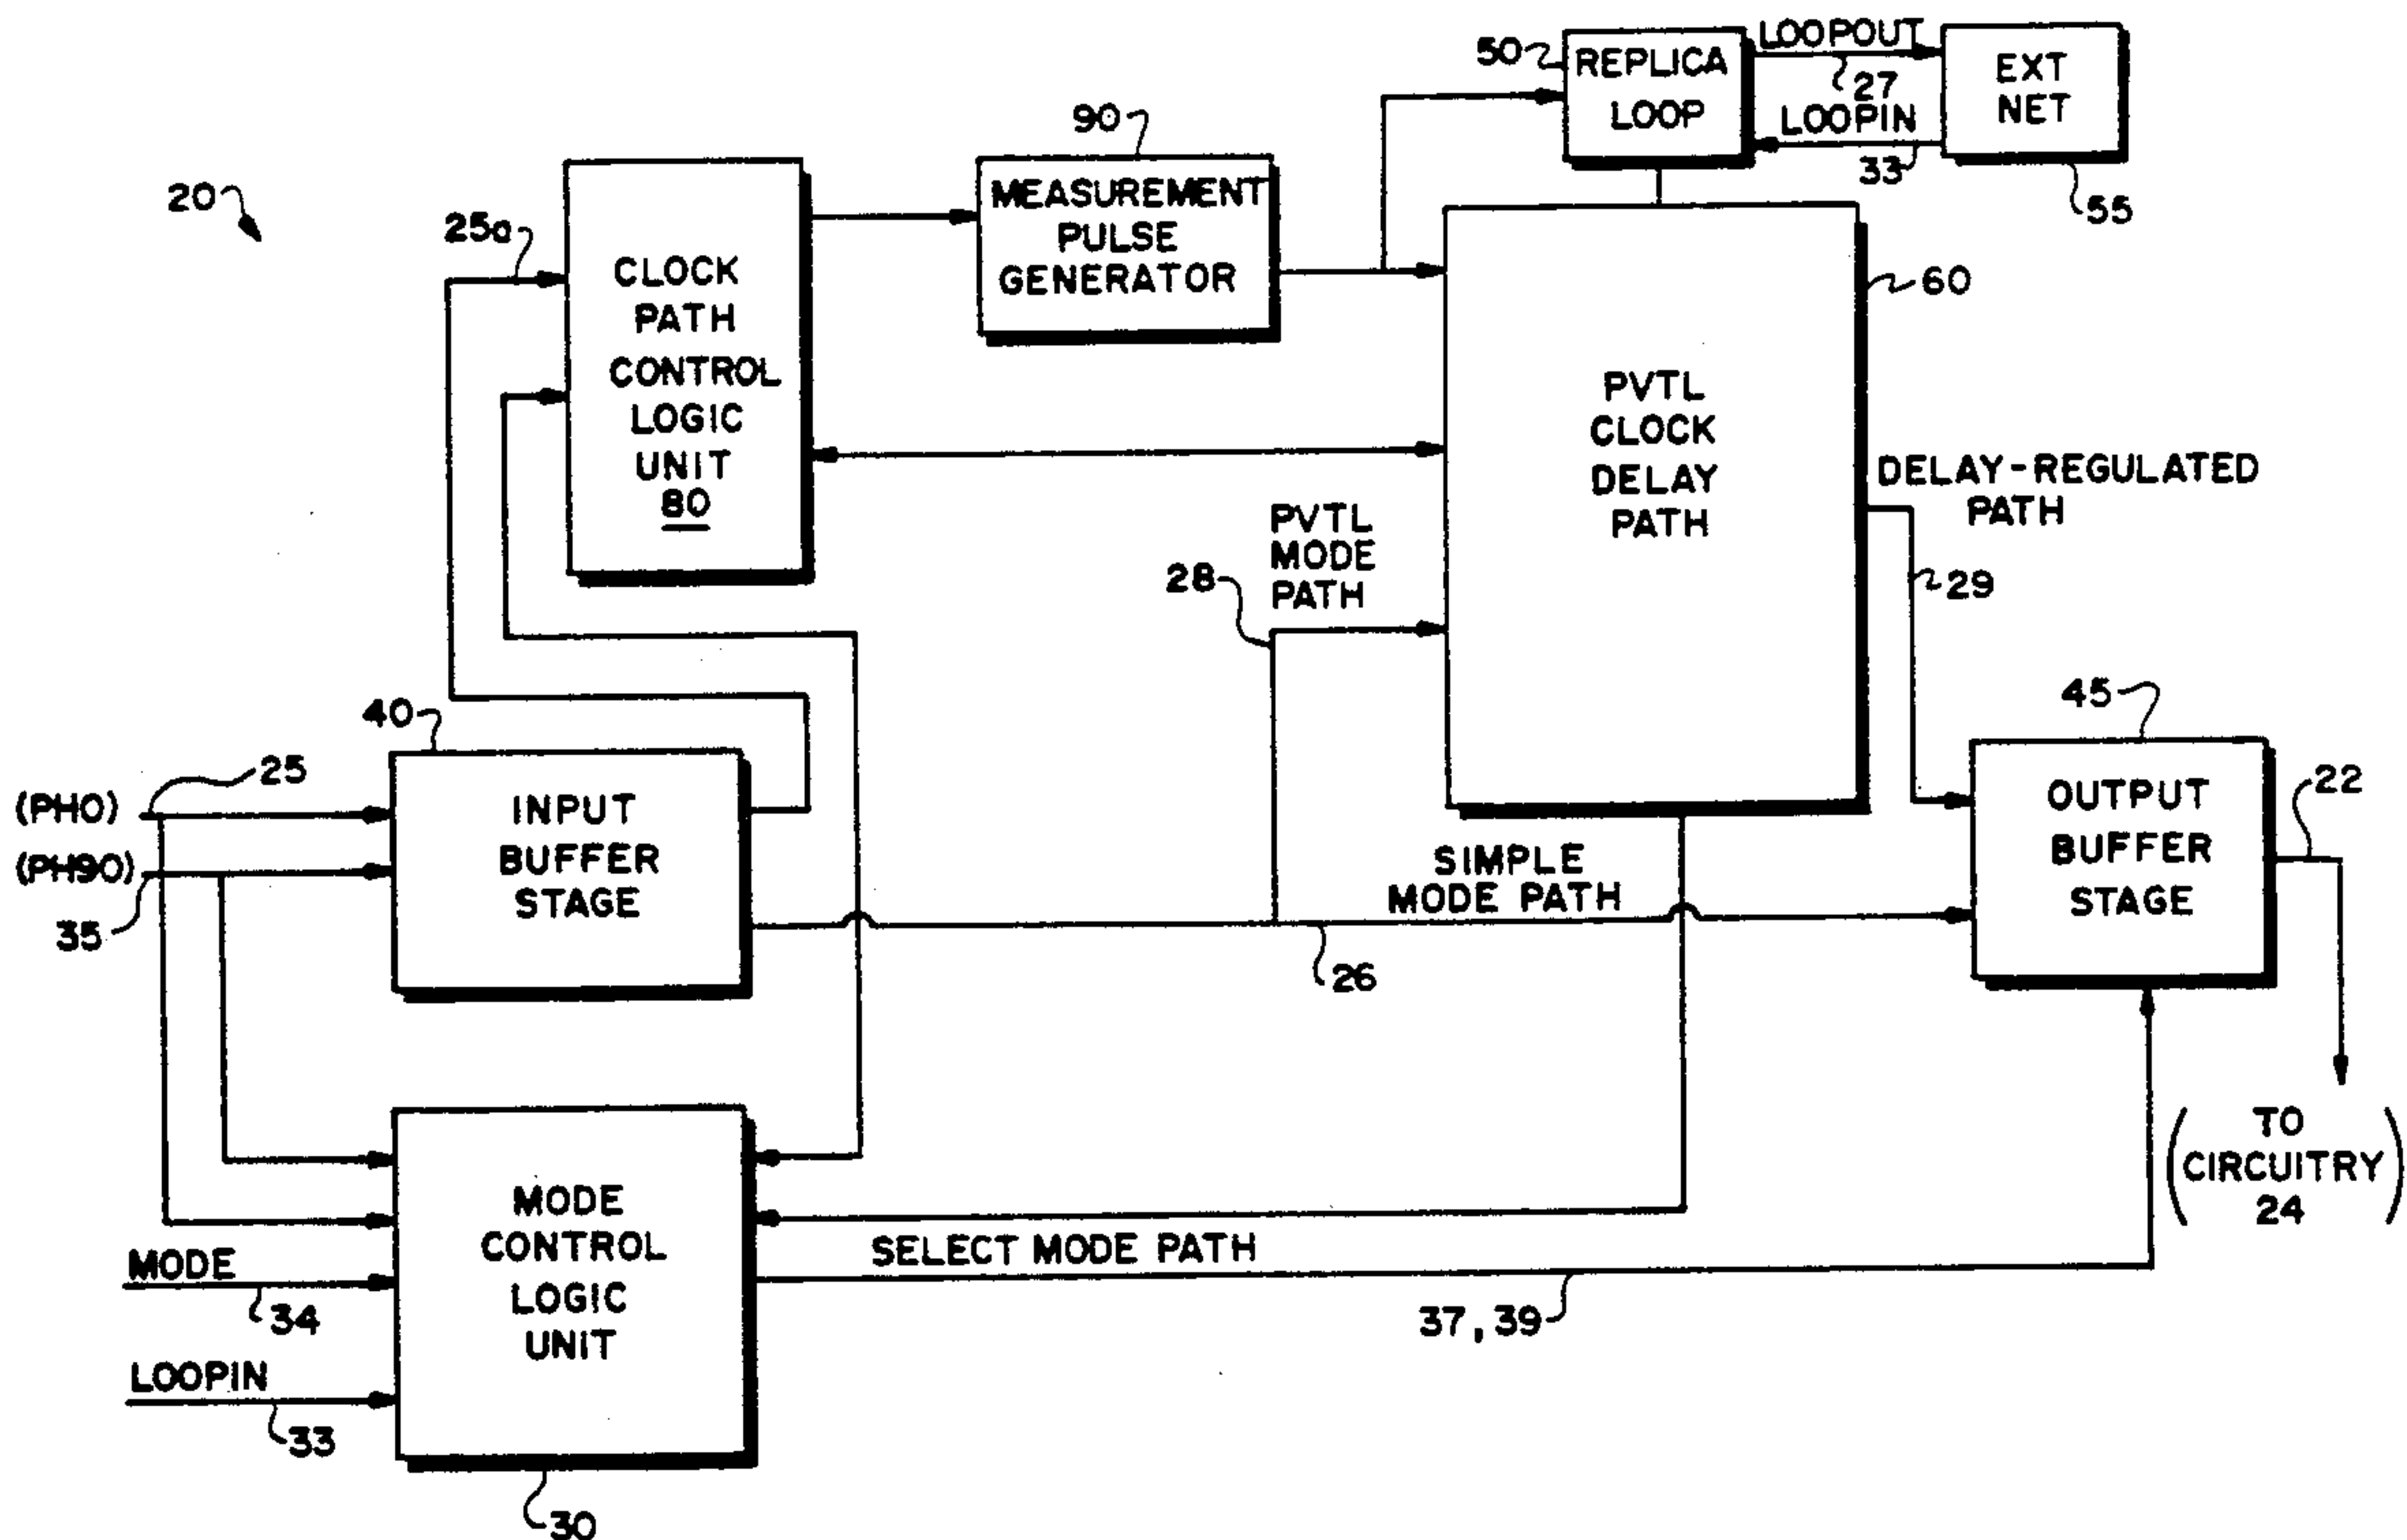 20
25a
CLOCK
PATH
CONTROL
LOGIC
UNIT
80
90
MEASUREMENT
PULSE
GENERATOR
50
REPLICA
LOOP
LOOPOUT
27
LOOPIN
33
EXT
NET
55
PVTL
CLOCK
DELAY
PATH
60
DELAY-REGULATED
PATH
29
PVTL
MODE
PATH
28
40
(PH0)
25
(PH90)
35
INPUT
BUFFER
STAGE
SIMPLE
MODE PATH
26
45
OUTPUT
BUFFER
STAGE
22
(TO
CIRCUITRY
24)
MODE
34
LOOPIN
33
MODE
CONTROL
LOGIC
UNIT
30
SELECT MODE PATH
37, 39